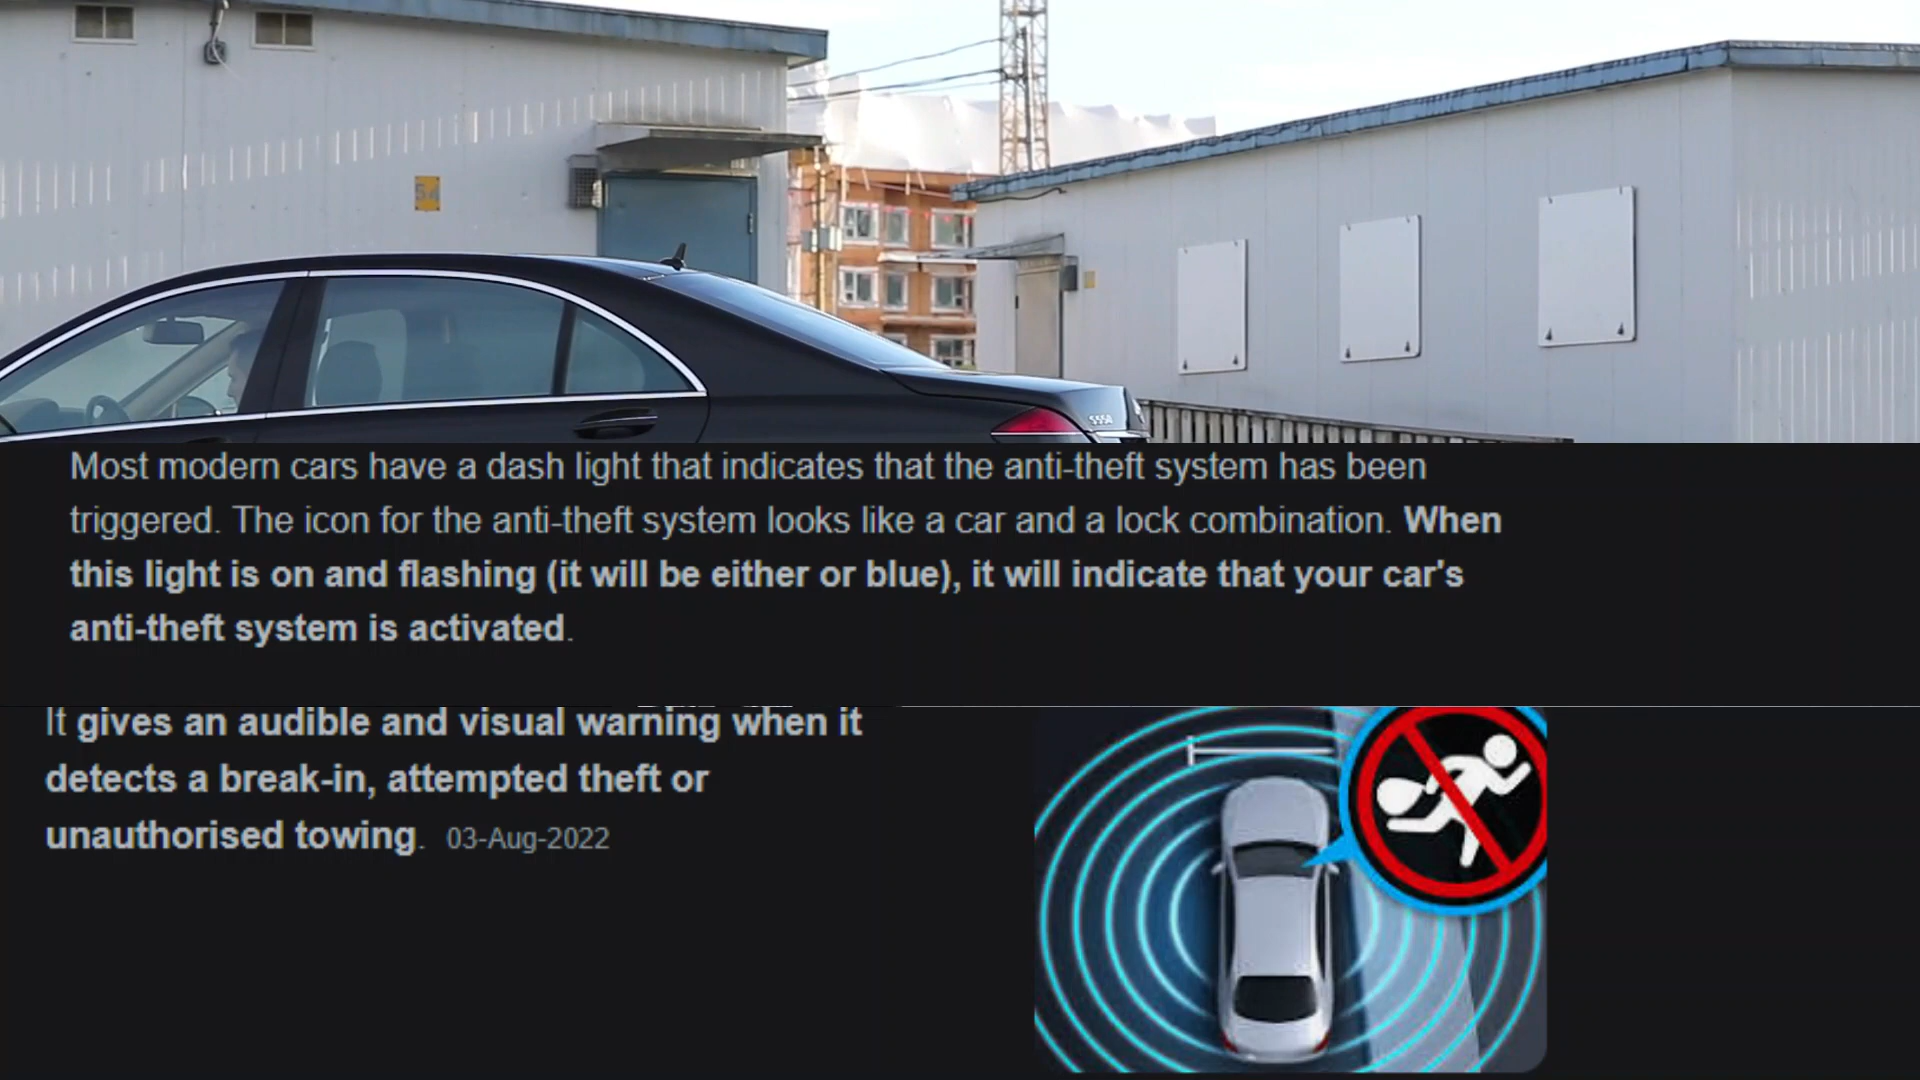 54
S550
Most modern cars have a dash light that indicates that the anti-theft system has been
triggered. The icon for the anti-theft system looks like a car and a lock combination. When
this light is on and flashing (it will be either or blue), it will indicate that your car's
anti-theft system is activated.
It gives an audible and visual warning when it
detects a break-in, attempted theft or
unauthorised towing. 03-Aug-2022